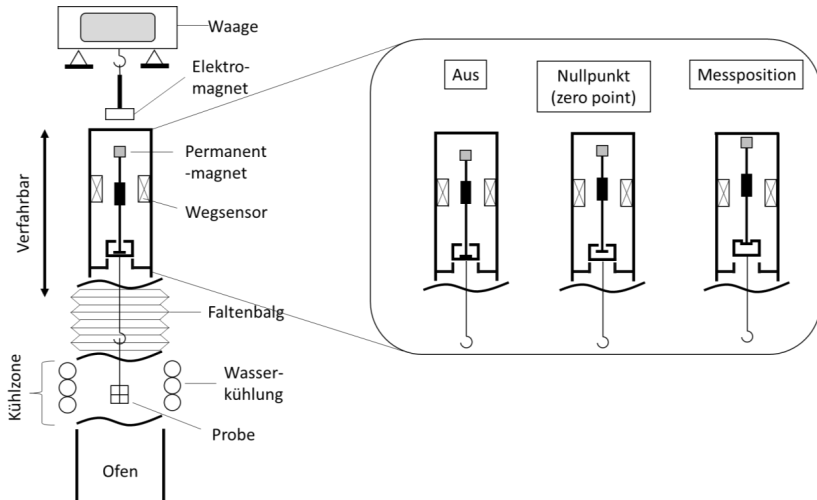 Waage
Elektro-
magnet
Permanent
-magnet
Wegsensor
Verfahrbar
Faltenbalg
Kühlzone
Wasser-
kühlung
Probe
Ofen
Aus
Nullpunkt
(zero point)
Messposition